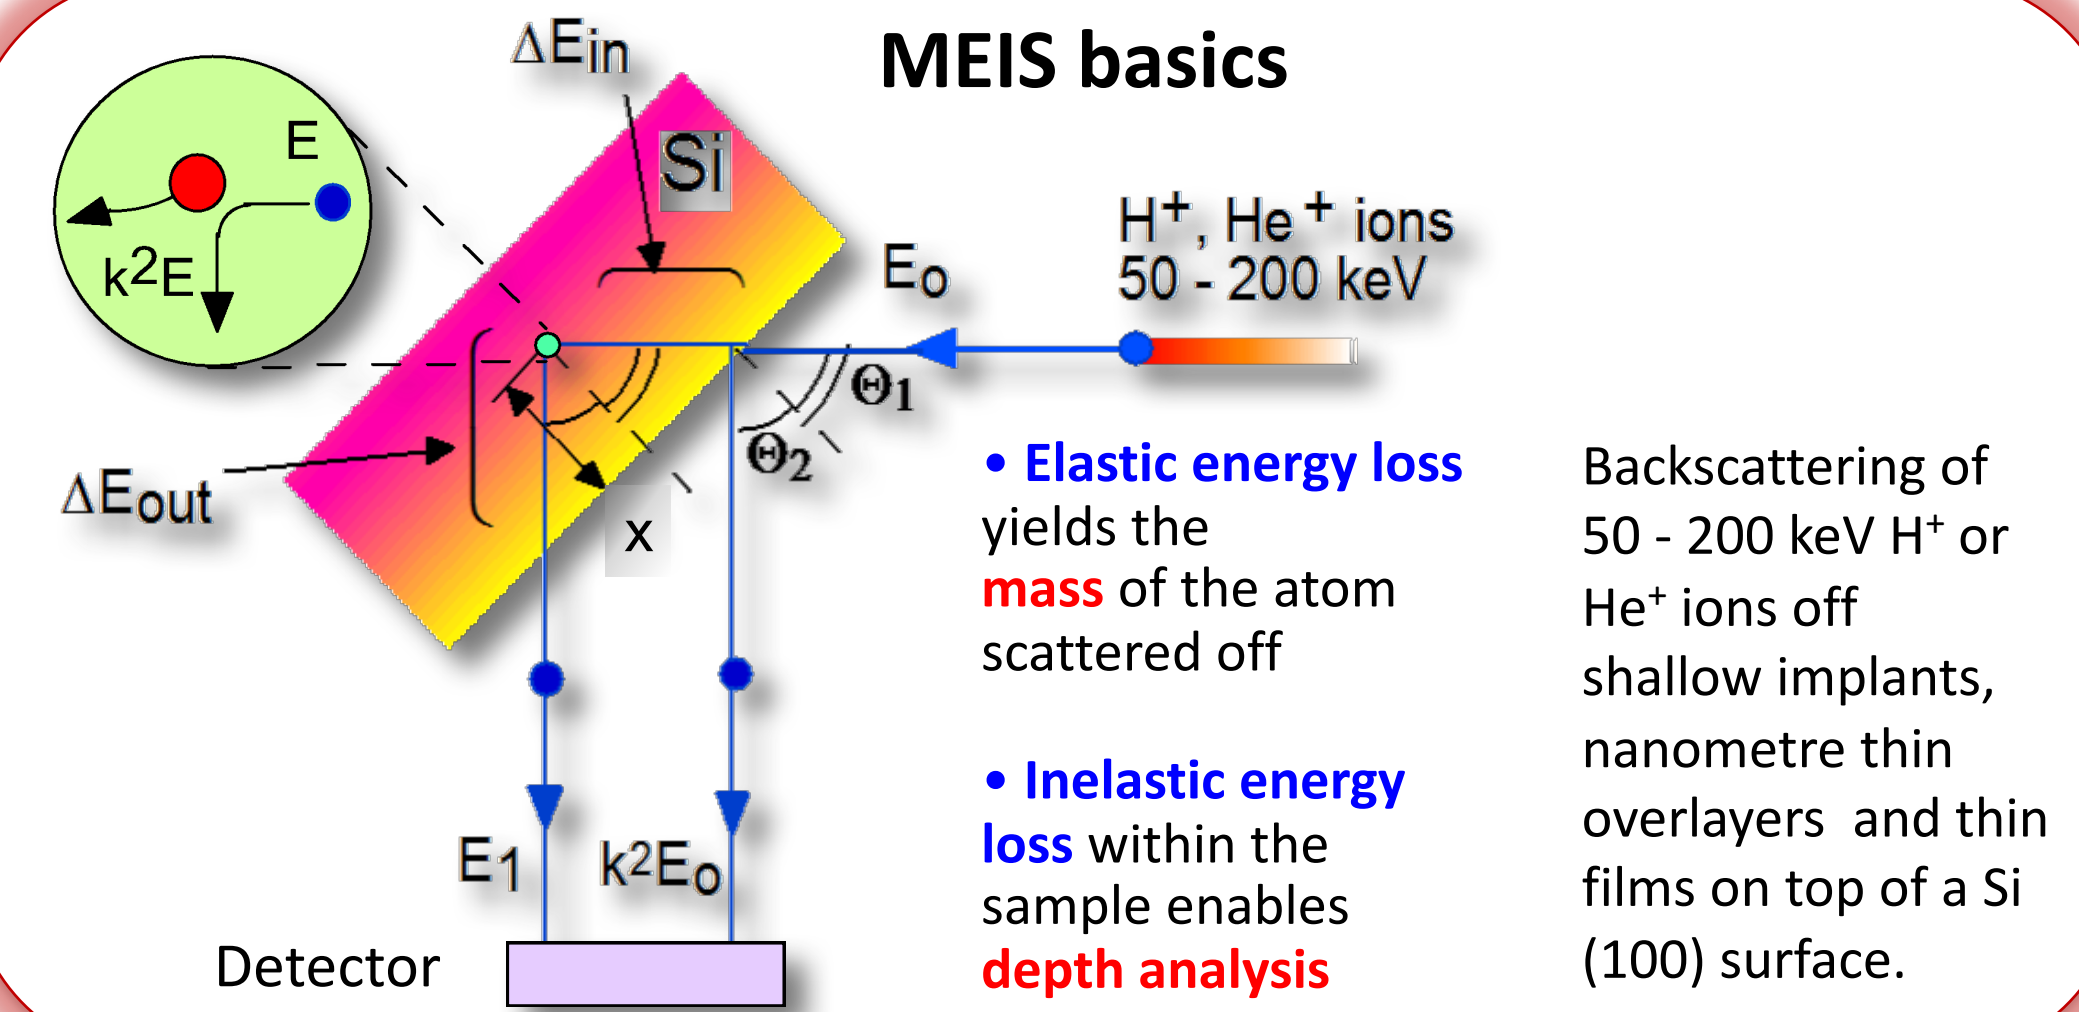 MEIS basics
ΔEin
Si
E
k2E
H+, He+ ions
50 - 200 keV
Eo
Θ1
Θ2
ΔEout
x
E1
k2Eo
Detector
• Elastic energy loss
yields the
mass of the atom
scattered off
• Inelastic energy
loss within the
sample enables
depth analysis
Backscattering of
50 - 200 keV H+ or
He+ ions off
shallow implants,
nanometre thin
overlayers and thin
films on top of a Si
(100) surface.